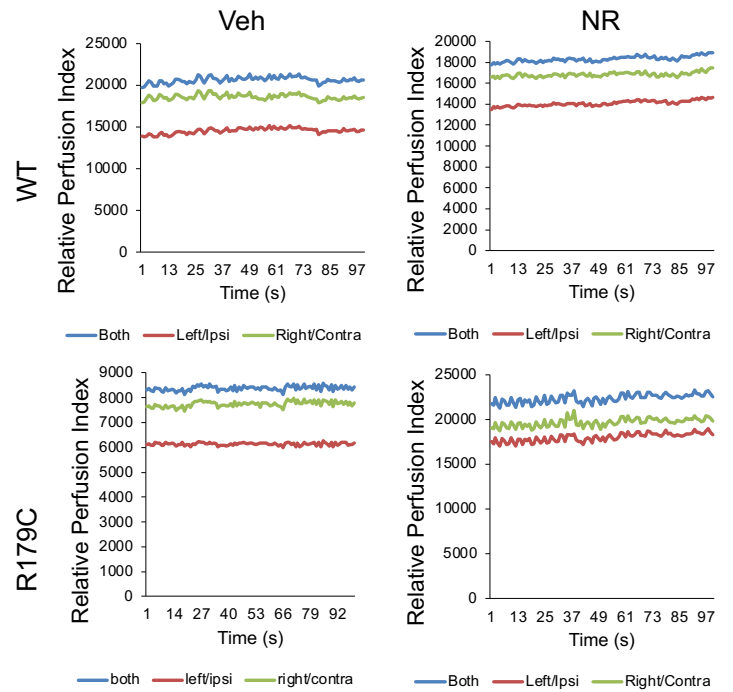 Veh
NR
WT
R179C
Relative Perfusion Index
25000
20000
15000
10000
5000
0
1 13 25 37 49 61 73 85 97
Time (s)
Both Left/Ipsi Right/Contra
Relative Perfusion Index
20000
18000
16000
14000
12000
10000
8000
6000
4000
2000
0
1 13 25 37 49 61 73 85 97
Time (s)
Both Left/Ipsi Right/Contra
Relative Perfusion Index
9000
8000
7000
6000
5000
4000
3000
2000
1000
0
1 14 27 40 53 66 79 92
Time (s)
both left/ipsi right/contra
Relative Perfusion Index
25000
20000
15000
10000
5000
0
1 13 25 37 49 61 73 85 97
Time (s)
Both Left/Ipsi Right/Contra